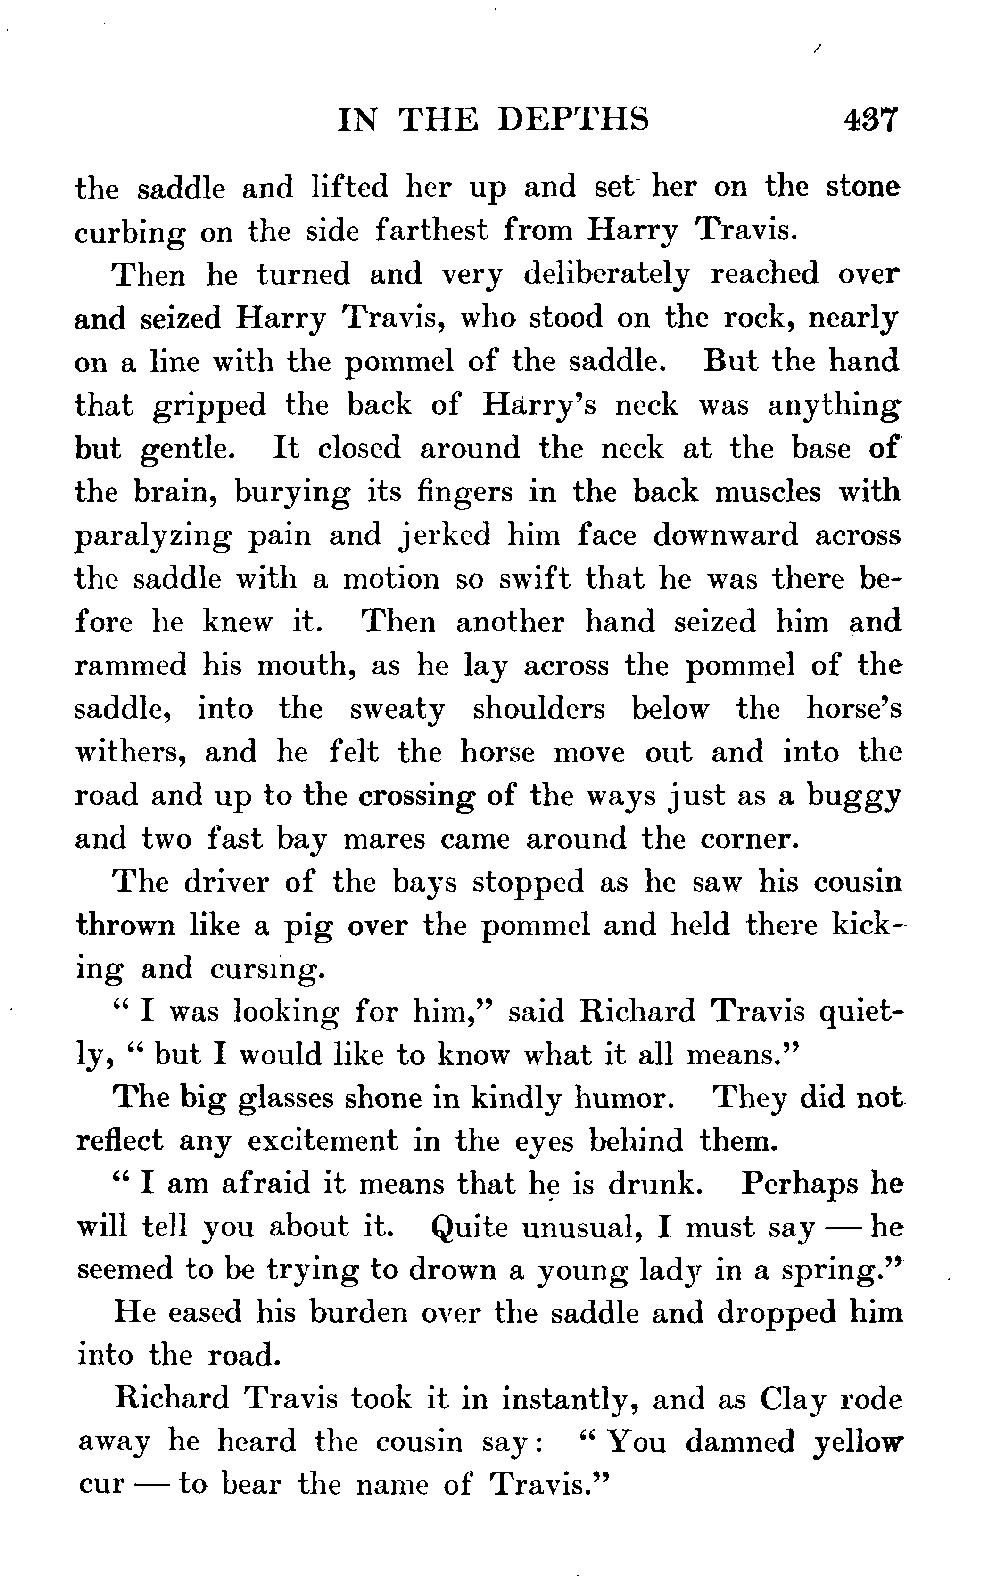 IN THE DEPTHS 437
the saddle and lifted her up and set her on the stone
curbing on the side farthest from Harry Travis.
Then he turned and very deliberately reached over
and seized Harry Travis, who stood on the rock, nearly
on a line with the pommel of the saddle. But the hand
that gripped the back of Harry's neck was anything
but gentle. It closed around the neck at the base of
the brain, burying its fingers in the back muscles with
paralyzing pain and jerked him face downward across
the saddle with a motion so swift that he was there be-
fore he knew it. Then another hand seized him and
rammed his mouth, as he lay across the pommel of the
saddle, into the sweaty shoulders below the horse's
withers, and he felt the horse move out and into the
road and up to the crossing of the ways just as a buggy
and two fast bay mares came around the corner.
The driver of the bays stopped as he saw his cousin
thrown like a pig over the pommel and held there kick-
ing and cursing.
" I was looking for him," said Richard Travis quiet-
ly, " but I would like to know what it all means."
The big glasses shone in kindly humor. They did not
reflect any excitement in the eyes behind them.
" I am afraid it means that he is drunk. Perhaps he
will tell you about it. Quite unusual, I must say — he
seemed to be trying to drown a young lady in a spring."
He eased his burden over the saddle and dropped him
into the road.
Richard Travis took it in instantly, and as Clay rode
away he heard the cousin say: " You damned yellow
cur — to bear the name of Travis."